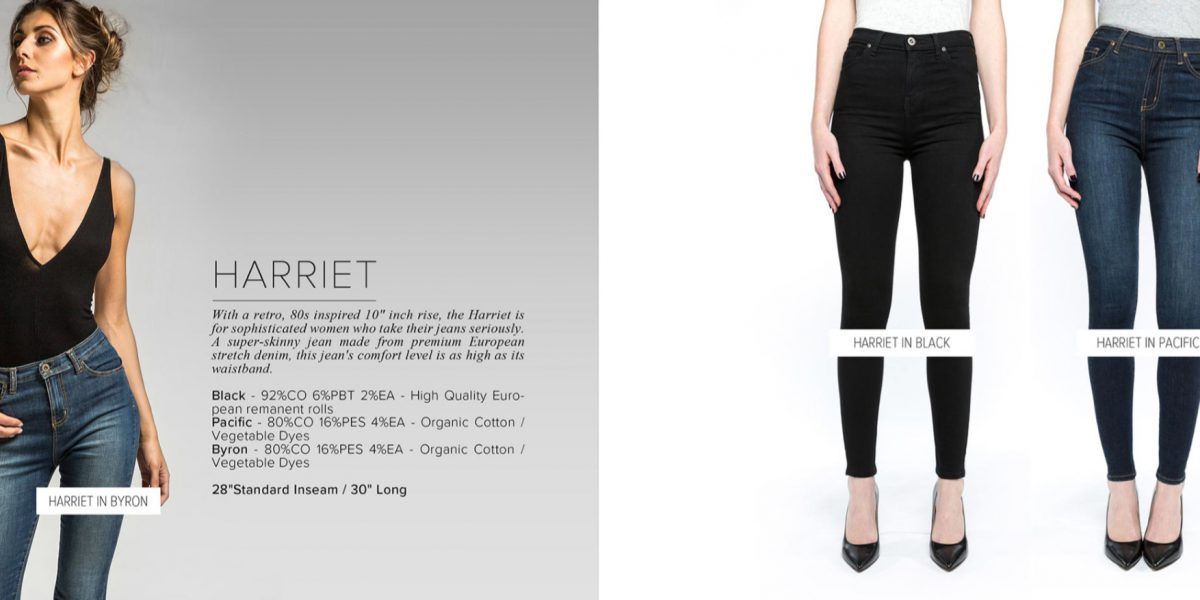 HARRIET
With a retro, 80s inspired 10" inch rise, the Harriet is
for sophisticated women who take their jeans seriously.
A super-skinny jean made from premium European
stretch denim, this jean's comfort level is as high as its
waistband.
Black - 92%CO 6%PBT 2%EA - High Quality Euro-
pean remanent rolls
Pacific - 80%CO 16%PES 4%EA - Organic Cotton /
Vegetable Dyes
Byron - 80%CO 16%PES 4%EA - Organic Cotton /
Vegetable Dyes
28"Standard Inseam / 30" Long
HARRIET IN BYRON
HARRIET IN BLACK
HARRIET IN PACIFIC